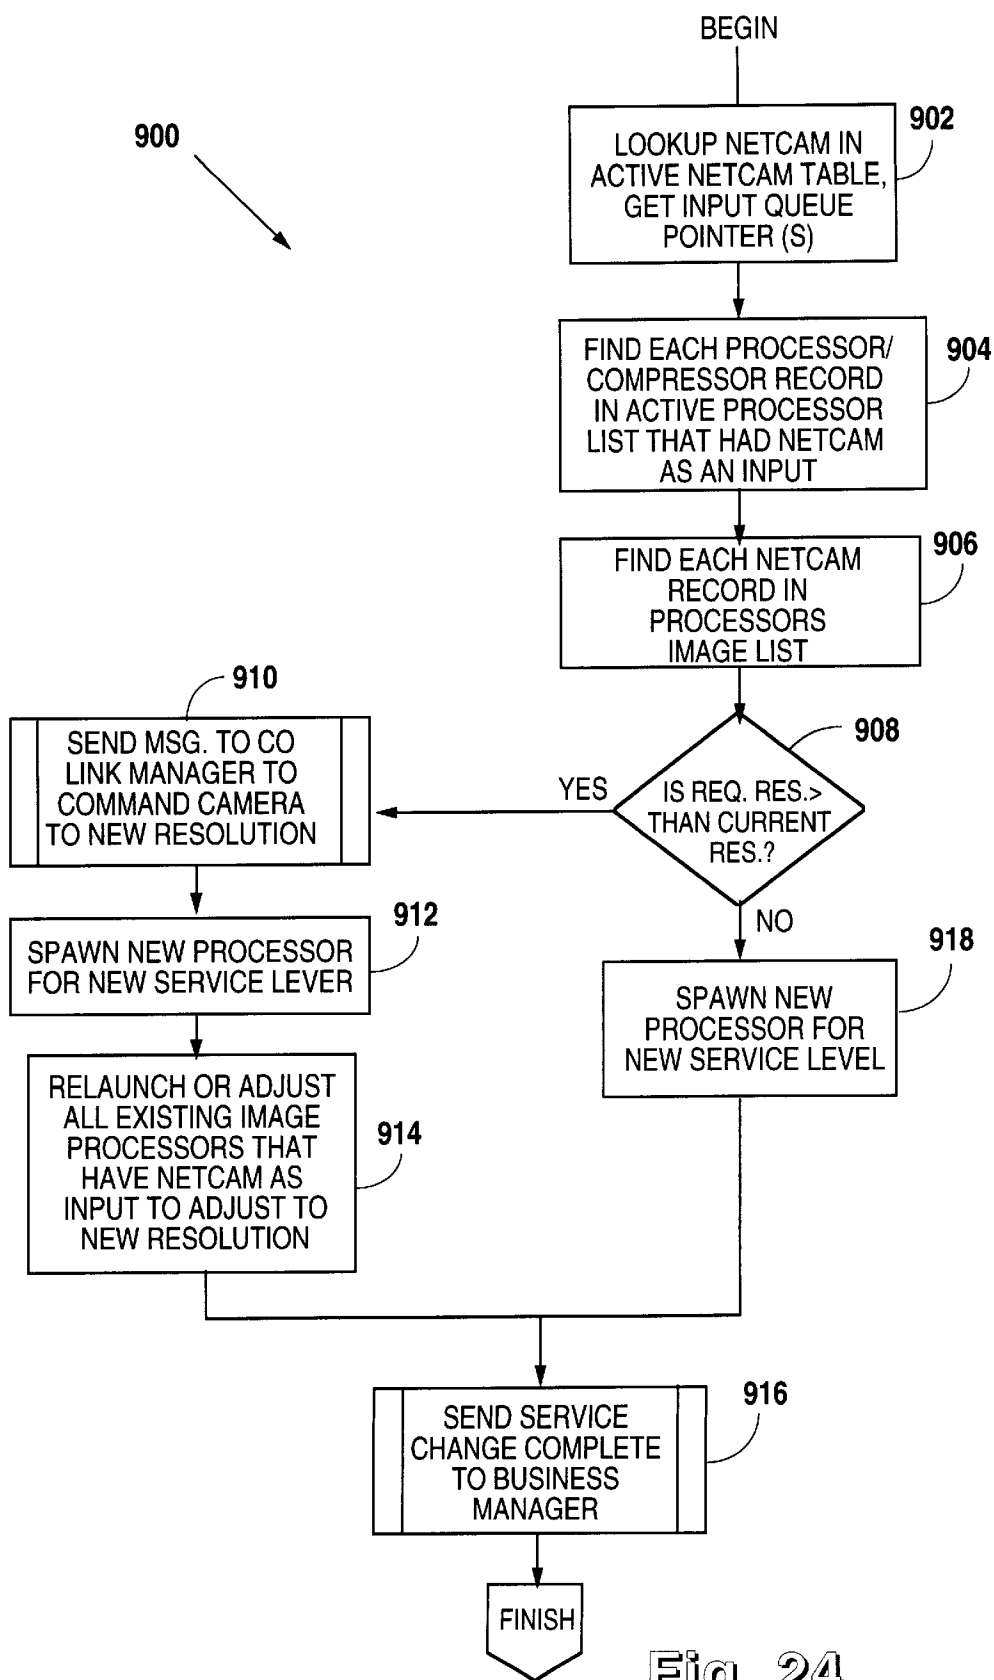 BEGIN
900
902
LOOKUP NETCAM IN
ACTIVE NETCAM TABLE,
GET INPUT QUEUE
POINTER (S)
904
FIND EACH PROCESSOR/
COMPRESSOR RECORD
IN ACTIVE PROCESSOR
LIST THAT HAD NETCAM
AS AN INPUT
906
FIND EACH NETCAM
RECORD IN
PROCESSORS
IMAGE LIST
908
IS REQ. RES.>
THAN CURRENT
RES.?
YES
NO
910
SEND MSG. TO CO
LINK MANAGER TO
COMMAND CAMERA
TO NEW RESOLUTION
912
SPAWN NEW PROCESSOR
FOR NEW SERVICE LEVER
914
RELAUNCH OR ADJUST
ALL EXISTING IMAGE
PROCESSORS THAT
HAVE NETCAM AS
INPUT TO ADJUST TO
NEW RESOLUTION
918
SPAWN NEW
PROCESSOR FOR
NEW SERVICE LEVEL
916
SEND SERVICE
CHANGE COMPLETE
TO BUSINESS
MANAGER
FINISH
Fig. 24